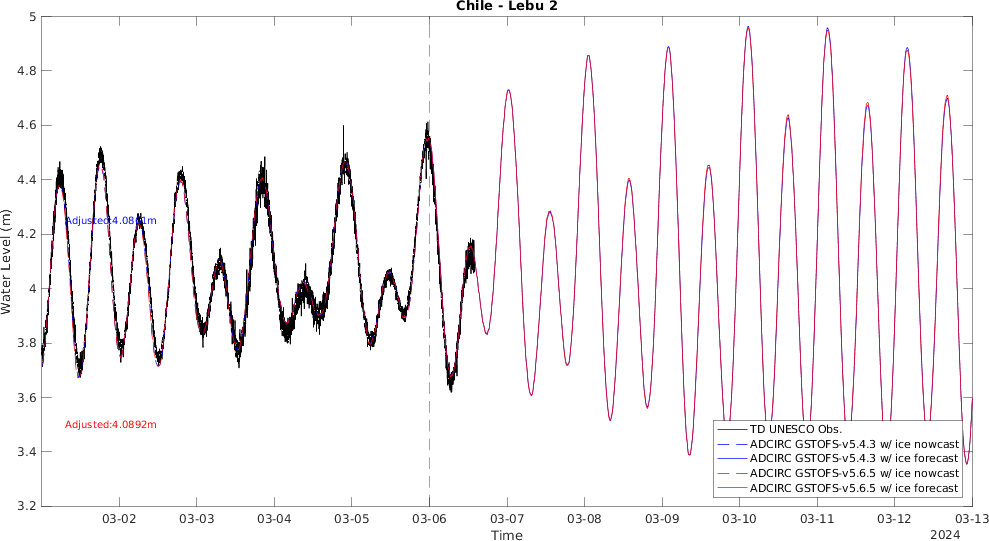 Chile - Lebu 2
Water Level (m)
5
4.8
4.6
4.4
4.2
4
3.8
3.6
3.4
3.2
Adjusted:4.0861m
Adjusted:4.0892m
TD UNESCO Obs.
ADCIRC GSTOFS-v5.4.3 w/ ice nowcast
ADCIRC GSTOFS-v5.4.3 w/ ice forecast
ADCIRC GSTOFS-v5.6.5 w/ ice nowcast
ADCIRC GSTOFS-v5.6.5 w/ ice forecast
03-02 03-03 03-04 03-05 03-06 03-07 03-08 03-09 03-10 03-11 03-12 03-13
Time
2024